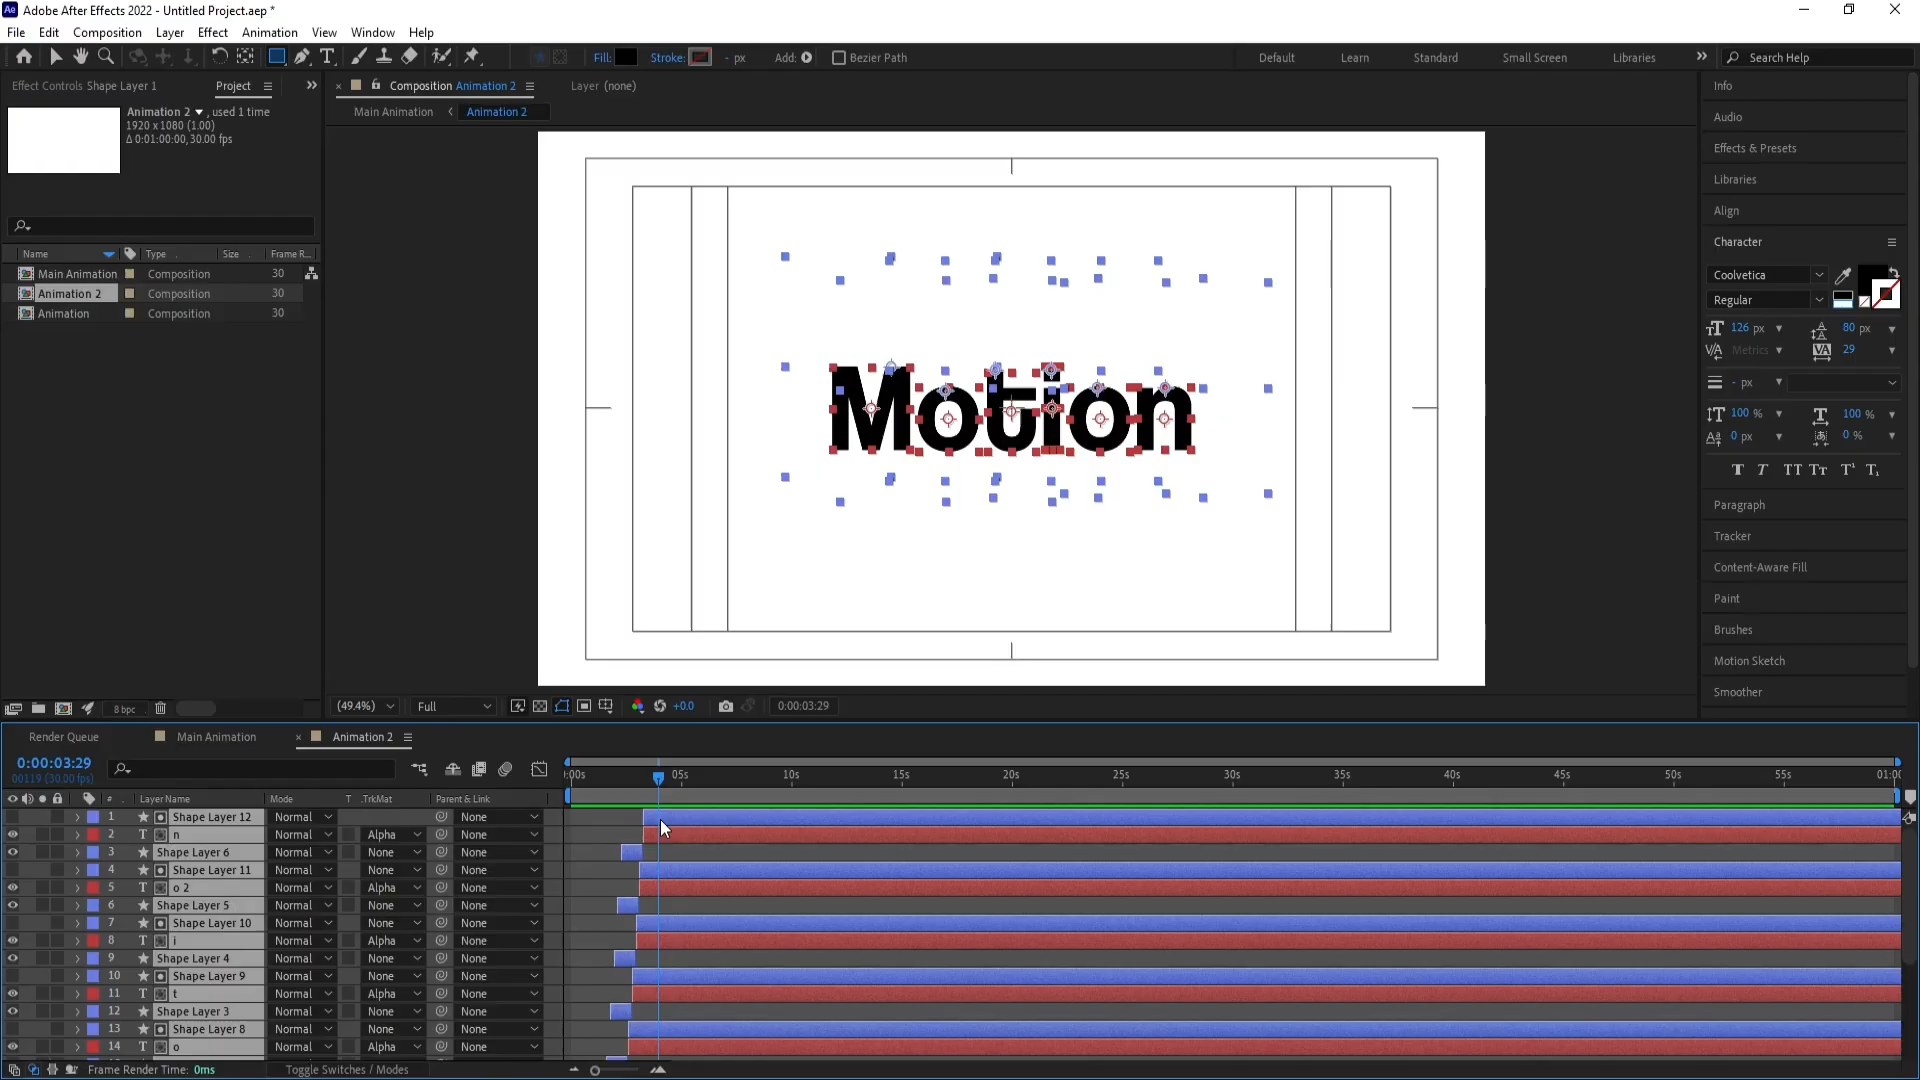 Ae Adobe After Effects 2022 - Untitled Project.aep *
File Edit Composition Layer Effect Animation View Window Help
Fill: Stroke: - px Add: Bezier Path Default Learn Standard Small Screen Libraries Search Help
Effect Controls Shape Layer 1 Project Composition Animation 2 Layer (none)
Main Animation Animation 2
Animation 2 , used 1 time
1920 x 1080 (1.00)
Δ 0:01:00:00, 30.00 fps
Name Type Size Frame R...
Main Animation Composition 30
Animation 2 Composition 30
Animation Composition 30
Motion
Info
Audio
Effects & Presets
Libraries
Align
Character
Coolvetica
Regular
126 px 80 px
Metrics 29
- px
100 % 100 %
0 px 0 %
T T TT Tt T¹ T₁
Paragraph
Tracker
Content-Aware Fill
Paint
Brushes
Motion Sketch
Smoother
8 bpc
(49.4%) Full +0.0 0:00:03:29
Render Queue Main Animation Animation 2
0:00:03:29
00119 (30.00 fps)
:00s 05s 10s 15s 20s 25s 30s 35s 40s 45s 50s 55s 01:00
# Layer Name Mode T .TrkMat Parent & Link
1 Shape Layer 12 Normal None
2 T n Normal Alpha None
3 Shape Layer 6 Normal None None
4 Shape Layer 11 Normal None None
5 T o 2 Normal Alpha None
6 Shape Layer 5 Normal None None
7 Shape Layer 10 Normal None None
8 T i Normal Alpha None
9 Shape Layer 4 Normal None None
10 Shape Layer 9 Normal None None
11 T t Normal Alpha None
12 Shape Layer 3 Normal None None
13 Shape Layer 8 Normal None None
14 T o Normal Alpha None
Frame Render Time: 0ms Toggle Switches / Modes